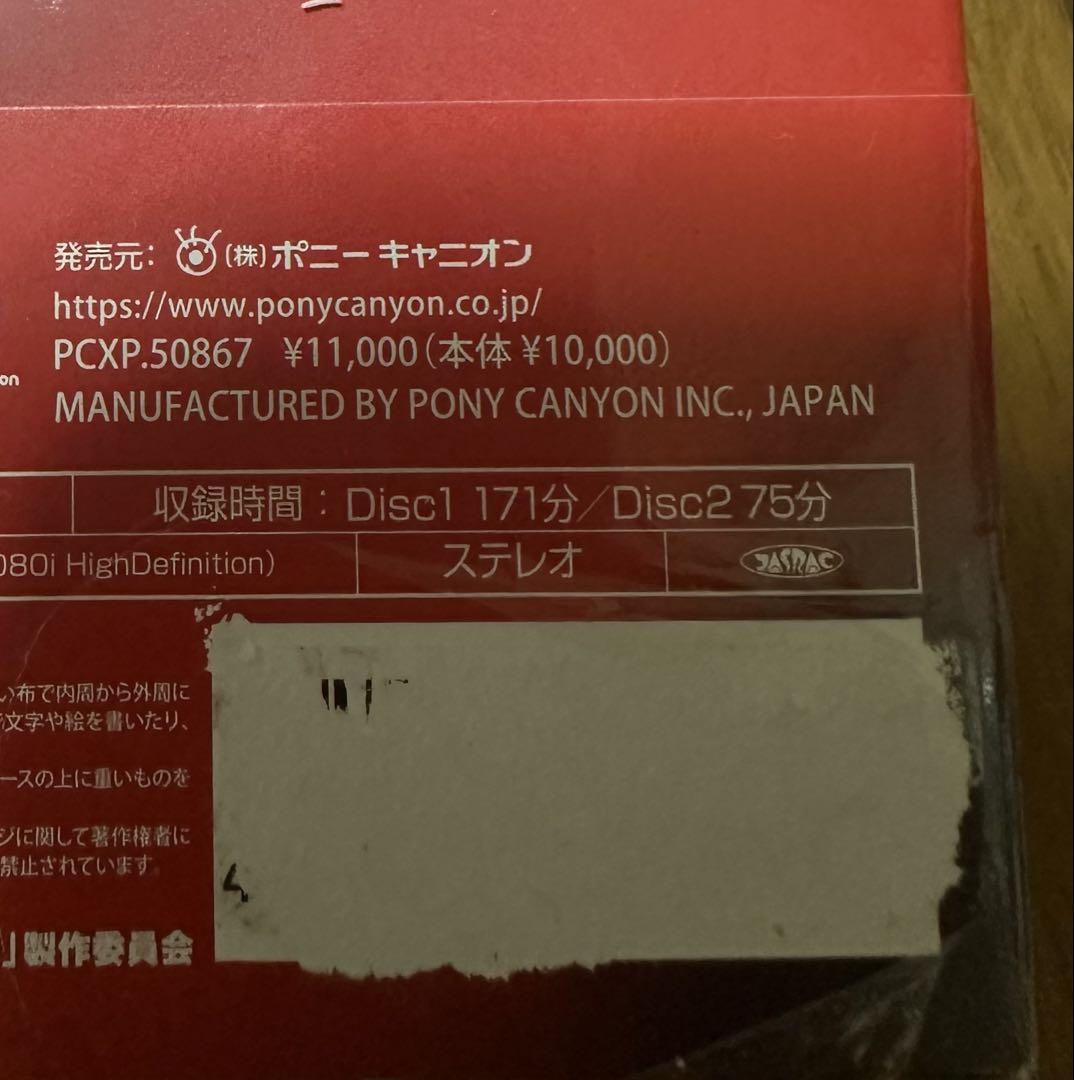 発売元: (株)ポニーキャニオン
https://www.ponycanyon.co.jp/
PCXP.50867 ¥11,000(本体¥10,000)
on
MANUFACTURED BY PONY CANYON INC., JAPAN
収録時間:Disc1 171分/Disc2 75分
080i HighDefinition)
ステレオ
JASRAC
い布で内周から外周に
文字や絵を書いたり、
ースの上に重いものを
ジに関して著作権者に
禁止されています。
」製作委員会